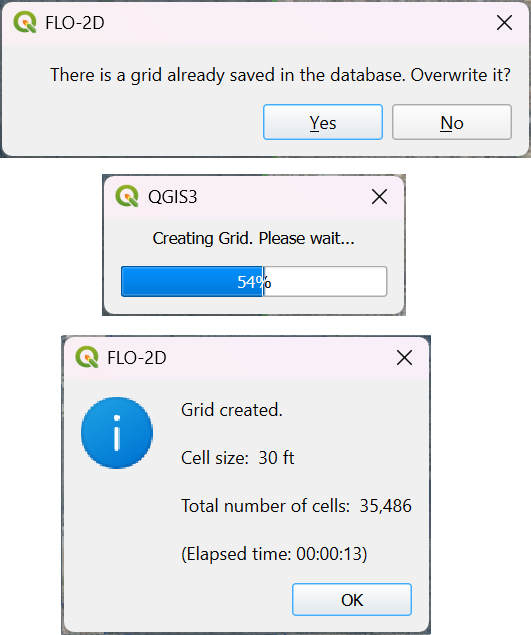 FLO-2D
There is a grid already saved in the database. Overwrite it?
Yes No
QGIS3
Creating Grid. Please wait...
54%
FLO-2D
Grid created.
Cell size:  30 ft
Total number of cells:  35,486
(Elapsed time: 00:00:13)
OK